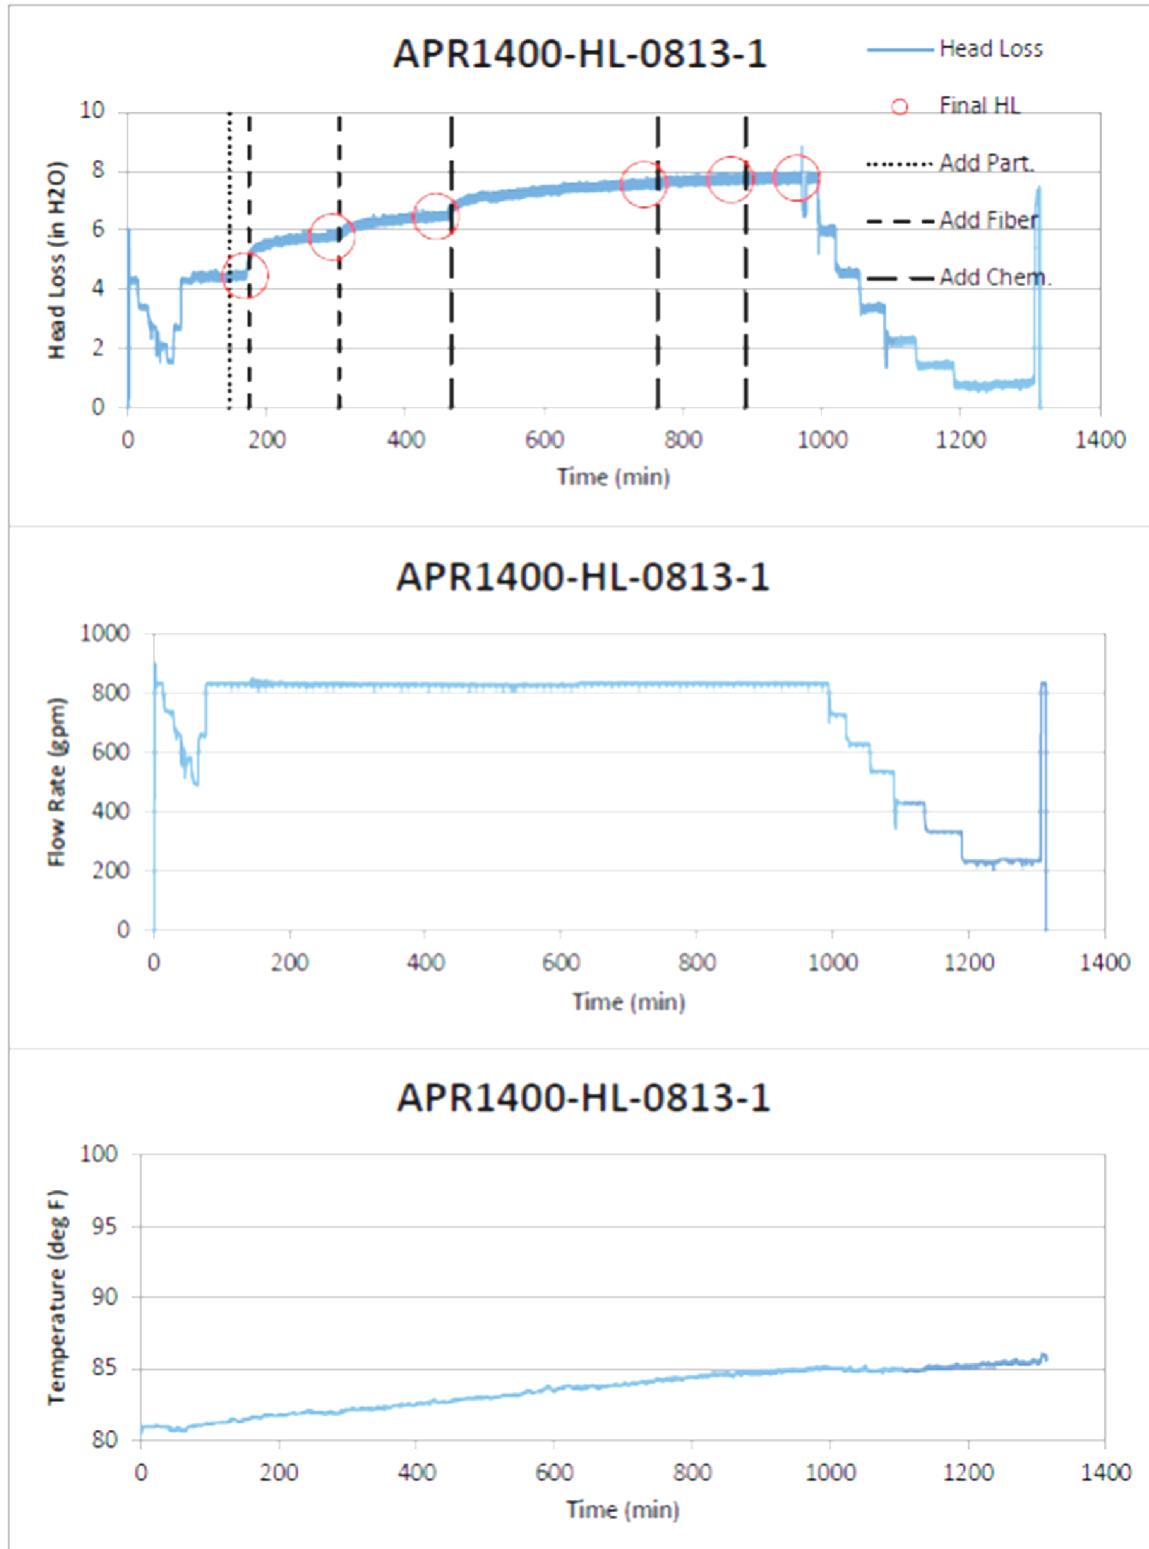 APR1400-HL-0813-1
Head Loss
Final HL
Add Part.
Add Fiber
Add Chem.
Head Loss (in H2O)
10
8
6
4
2
0
0 200 400 600 800 1000 1200 1400
Time (min)
APR1400-HL-0813-1
Flow Rate (gpm)
1000
800
600
400
200
0
0 200 400 600 800 1000 1200 1400
Time (min)
APR1400-HL-0813-1
Temperature (deg F)
100
95
90
85
80
0 200 400 600 800 1000 1200 1400
Time (min)